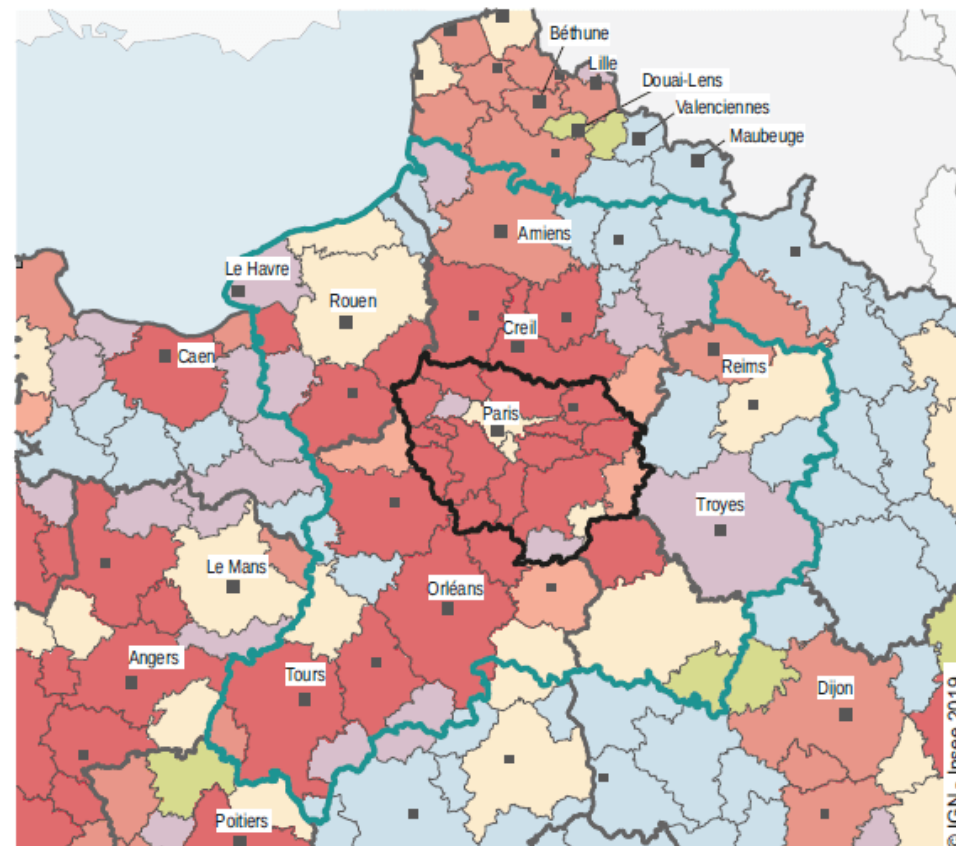 Béthune
Lille
Douai-Lens
Valenciennes
Maubeuge
Amiens
Le Havre
Rouen
Creil
Caen
Reims
Paris
Troyes
Le Mans
Orléans
Angers
Tours
Dijon
Poitiers
© IGN - Insee 2019